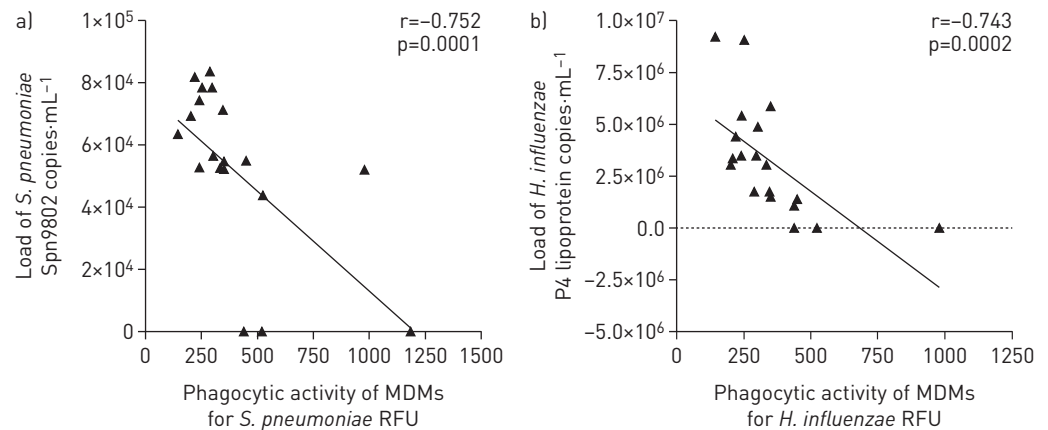 a)
r=−0.752
p=0.0001
Load of S. pneumoniae
Spn9802 copies·mL⁻¹
1×10⁵
8×10⁴
6×10⁴
4×10⁴
2×10⁴
0
0 250 500 750 1000 1250 1500
Phagocytic activity of MDMs
for S. pneumoniae RFU
b)
r=−0.743
p=0.0002
Load of H. influenzae
P4 lipoprotein copies·mL⁻¹
1.0×10⁷
7.5×10⁶
5.0×10⁶
2.5×10⁶
0.0
−2.5×10⁶
−5.0×10⁶
0 250 500 750 1000 1250
Phagocytic activity of MDMs
for H. influenzae RFU